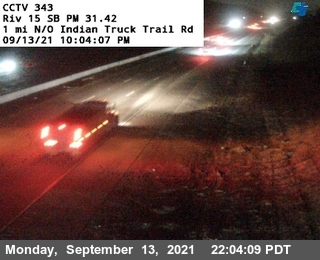 CCTV 343
Riv 15 SB PM 31.42
1 mi N/O Indian Truck Trail Rd
09/13/21 10:04:07 PM
Monday, September 13, 2021 22:04:09 PDT